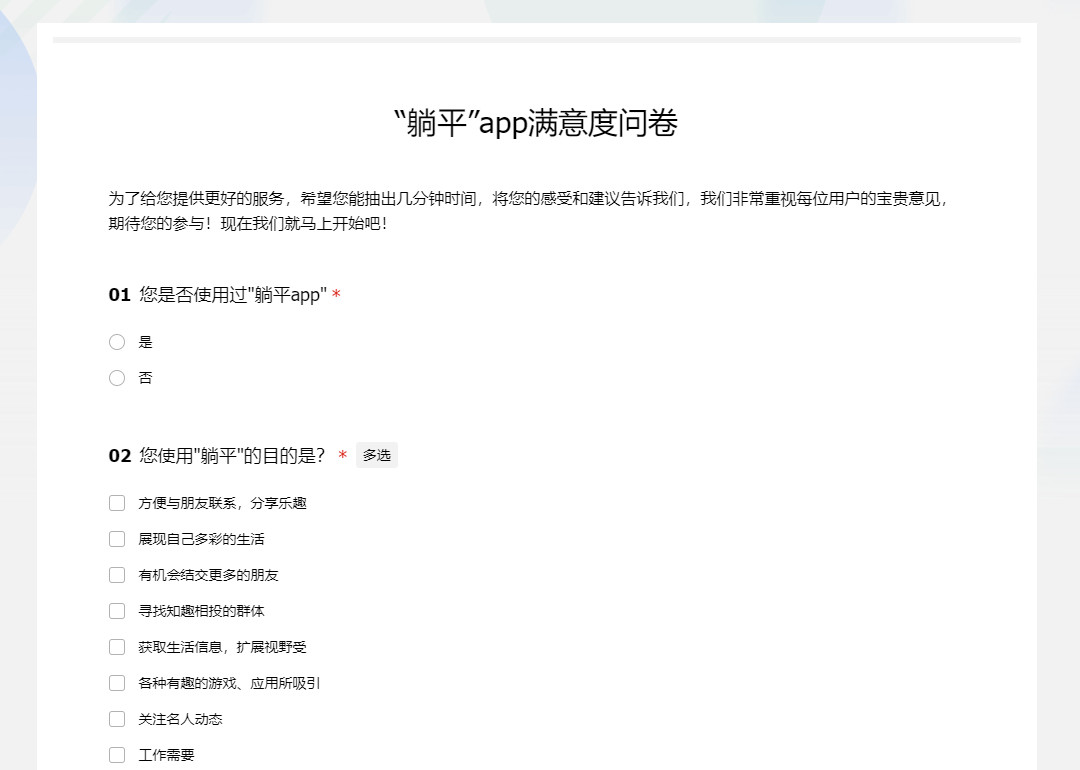 “躺平”app满意度问卷
为了给您提供更好的服务，希望您能抽出几分钟时间，将您的感受和建议告诉我们，我们非常重视每位用户的宝贵意见，
期待您的参与！现在我们就马上开始吧！
01 您是否使用过"躺平app" *
是
否
02 您使用"躺平"的目的是？ * 多选
方便与朋友联系，分享乐趣
展现自己多彩的生活
有机会结交更多的朋友
寻找知趣相投的群体
获取生活信息，扩展视野受
各种有趣的游戏、应用所吸引
关注名人动态
工作需要